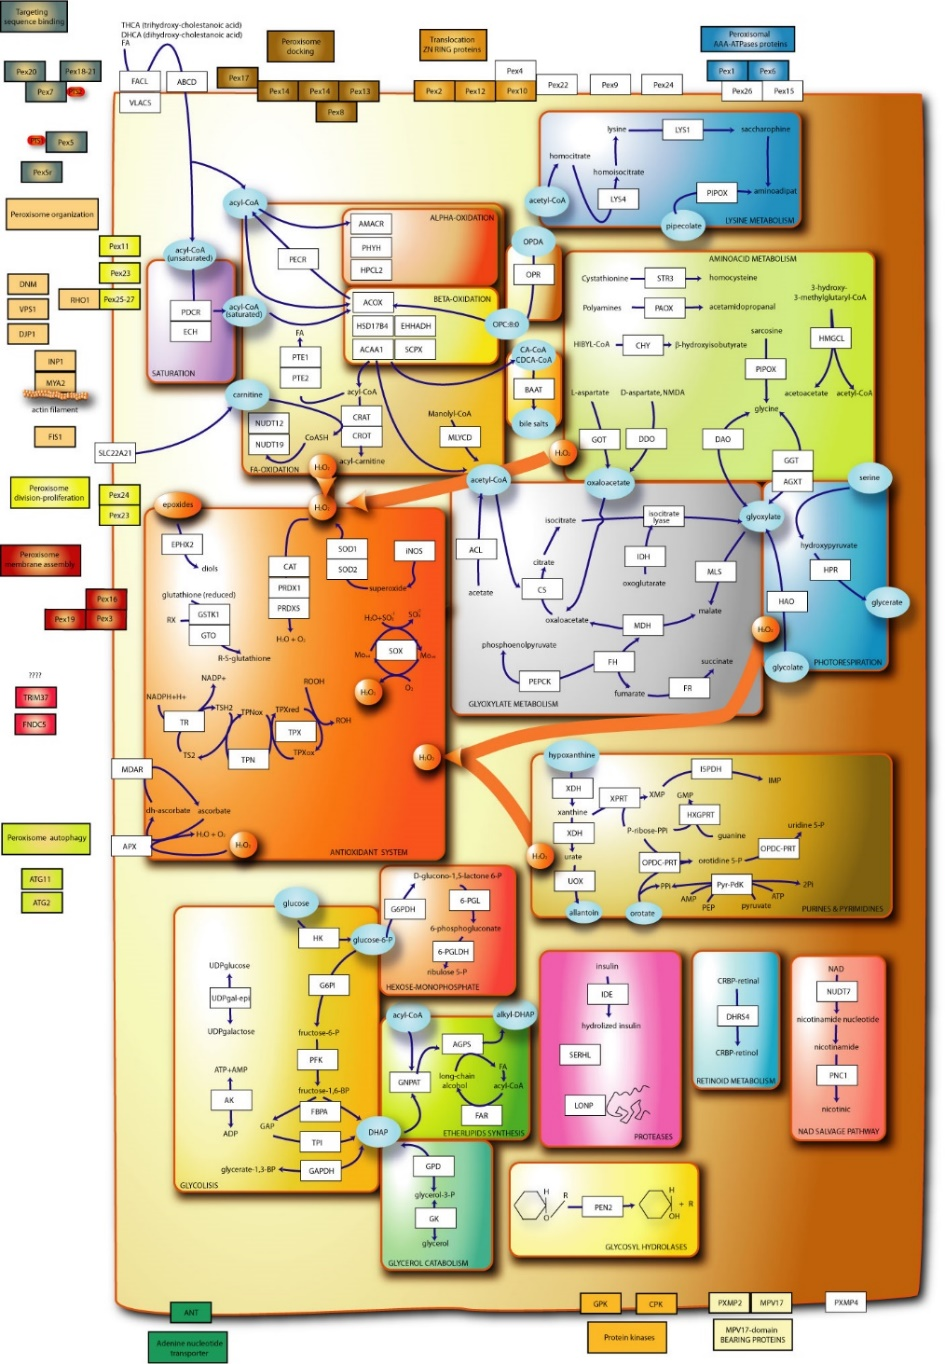 Targeting
sequence binding
THCA (trihydroxy-cholestanoic acid)
DHCA (dihydroxy-cholestanoic acid)
FA
Peroxisome
docking
Translocation
ZN RING proteins
Peroxisomal
AAA-ATPases proteins
Pex20
Pex18-21
Pex7
FACL
ABCD
VLACS
Pex17
Pex14
Pex14
Pex13
Pex8
Pex2
Pex12
Pex10
Pex4
Pex22
Pex9
Pex24
Pex1
Pex6
Pex26
Pex15
Pex5
Pex5r
Peroxisome organization
Pex11
Pex23
Pex25-27
DNM
VPS1
RHO1
DJP1
INP1
MYA2
actin filament
FIS1
SLC22A21
Peroxisome
division-proliferation
Pex24
Pex23
Peroxisome
membrane assembly
Pex16
Pex19
Pex3
????
TRIM37
FNDC5
MDAR
APX
Peroxisome autophagy
ATG11
ATG2
lysine
LYS1
saccharophine
homocitrate
homoisocitrate
LYS4
PIPOX
aminoadipat
acetyl-CoA
pipecolate
LYSINE METABOLISM
acyl-CoA
acyl-CoA
(unsaturated)
PDCR
ECH
SATURATION
acyl-CoA
(saturated)
PECR
AMACR
PHYH
HPCL2
ALPHA-OXIDATION
BETA-OXIDATION
ACOX
HSD17B4
EHHADH
ACAA1
SCPX
OPDA
OPR
OPC:8:0
FA
PTE1
PTE2
acyl-CoA
carnitine
NUDT12
NUDT19
CoASH
CRAT
CROT
acyl-carnitine
FA-OXIDATION
Manolyl-CoA
MLYCD
CA-CoA
CDCA-CoA
BAAT
bile salts
AMINOACID METABOLISM
Cystathionine
STR3
homocysteine
Polyamines
PAOX
acetamidopropanal
HIBYL-CoA
CHY
β-hydroxyisobutyrate
3-hydroxy-
3-methylglutaryl-CoA
HMGCL
acetoacetate
acetyl-CoA
sarcosine
PIPOX
glycine
L-aspartate
D-aspartate, NMDA
GOT
DDO
DAO
GGT
AGXT
H₂O₂
H₂O₂
H₂O₂
acetyl-CoA
oxaloacetate
glyoxylate
serine
ACL
acetate
isocitrate
isocitrate
lyase
citrate
CS
IDH
oxoglutarate
MLS
malate
oxaloacetate
MDH
phosphoenolpyruvate
PEPCK
FH
fumarate
FR
succinate
GLYOXYLATE METABOLISM
hydroxypyruvate
HPR
glycerate
HAO
H₂O₂
glycolate
PHOTORESPIRATION
epoxides
EPHX2
diols
glutathione (reduced)
RX
GSTK1
GTO
R-S-glutathione
CAT
PRDX1
PRDX5
H₂O + O₂
SOD1
SOD2
iNOS
superoxide
SOX
O₂
H₂O₂
NADPH+H+
NADP+
TR
TSH2
TS2
TPNox
TPN
TPXred
TPX
TPXox
ROOH
ROH
H₂O₂
dh-ascorbate
ascorbate
H₂O + O₂
H₂O₂
ANTIOXIDANT SYSTEM
hypoxanthine
XDH
xanthine
XDH
urate
UOX
allantoin
H₂O₂
XPRT
XMP
ISPDH
IMP
GMP
HXGPRT
guanine
P-ribose-PPi
OPDC-PRT
orotidine 5-P
OPDC-PRT
uridine 5-P
PPi
Pyr-PdK
2Pi
AMP
PEP
pyruvate
ATP
orotate
PURINES & PYRIMIDINES
glucose
HK
glucose-6-P
G6PI
UDPglucose
UDPgal-epi
UDPgalactose
fructose-6-P
PFK
fructose-1,6-BP
ATP+AMP
AK
ADP
FBPA
GAP
TPI
DHAP
GAPDH
glycerate-1,3-BP
GLYCOLISIS
D-glucono-1,5-lactone 6-P
G6PDH
6-PGL
6-phosphogluconate
6-PGLDH
ribulose 5-P
HEXOSE-MONOPHOSPHATE
acyl-CoA
alkyl-DHAP
AGPS
GNPAT
long-chain
alcohol
FA
acyl-CoA
FAR
ETHERLIPIDS SYNTHESIS
GPD
glycerol-3-P
GK
glycerol
GLYCEROL CATABOLISM
insulin
IDE
hydrolized insulin
SERHL
LONP
PROTEASES
CRBP-retinal
DHRS4
CRBP-retinol
RETINOID METABOLISM
NAD
NUDT7
nicotinamide nucleotide
nicotinamide
PNC1
nicotinic
NAD SALVAGE PATHWAY
H
O
R
PEN2
H
OH
+ R
GLYCOSYL HYDROLASES
ANT
Adenine nucleotide
transporter
GPK
CPK
Protein kinases
PXMP2
MPV17
MPV17-domain
BEARING PROTEINS
PXMP4